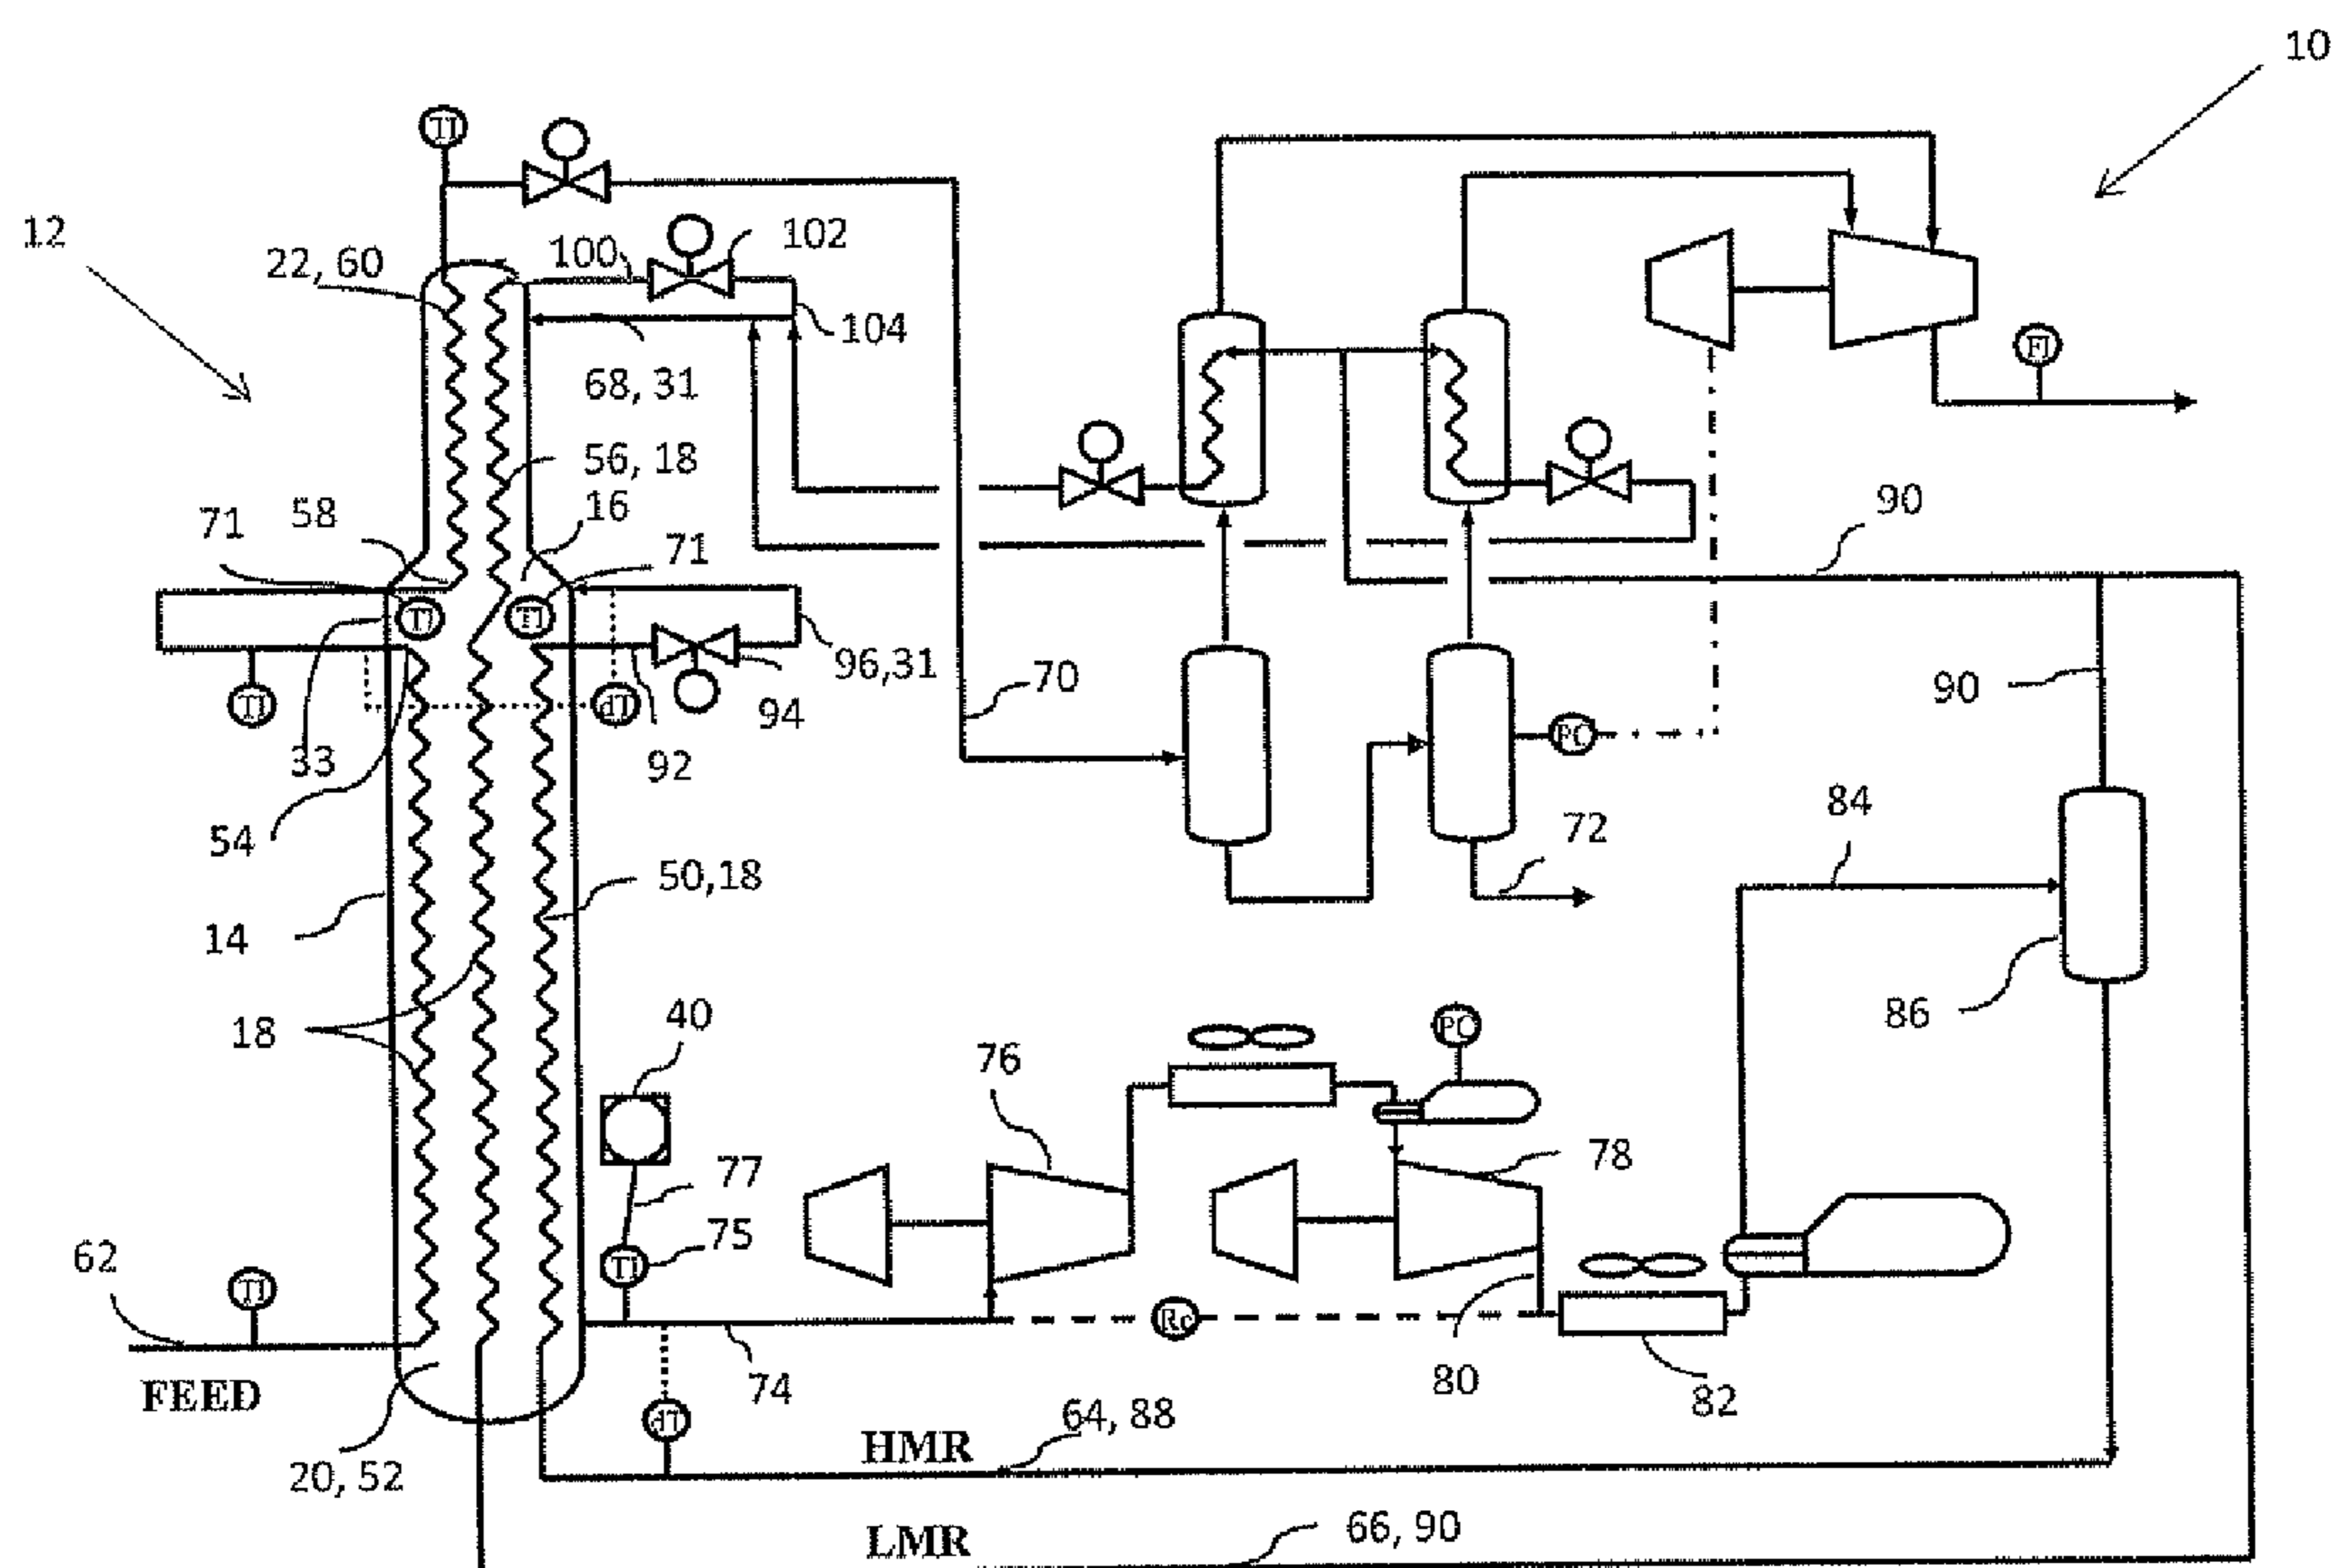 10
TI
12
102
22, 60
100
104
FI
68, 31
56, 18
16
71
58
71
90
TI
TI
96,31
70
90
TI
dT
94
PC
33
92
84
54
72
50,18
14
86
18
40
PC
76
77
78
75
62
TI
TI
Rc
80
74
82
FEED
dT
64, 88
HMR
20, 52
66, 90
LMR